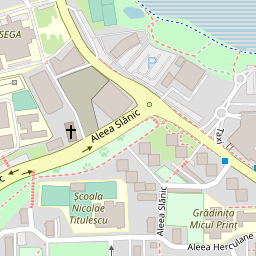 SEGA
P
Taxi
Aleea Slănic
Școala
Nicolae
Titulescu
Aleea Slănic
Grădinița
Micul Print
Aleea Herculane